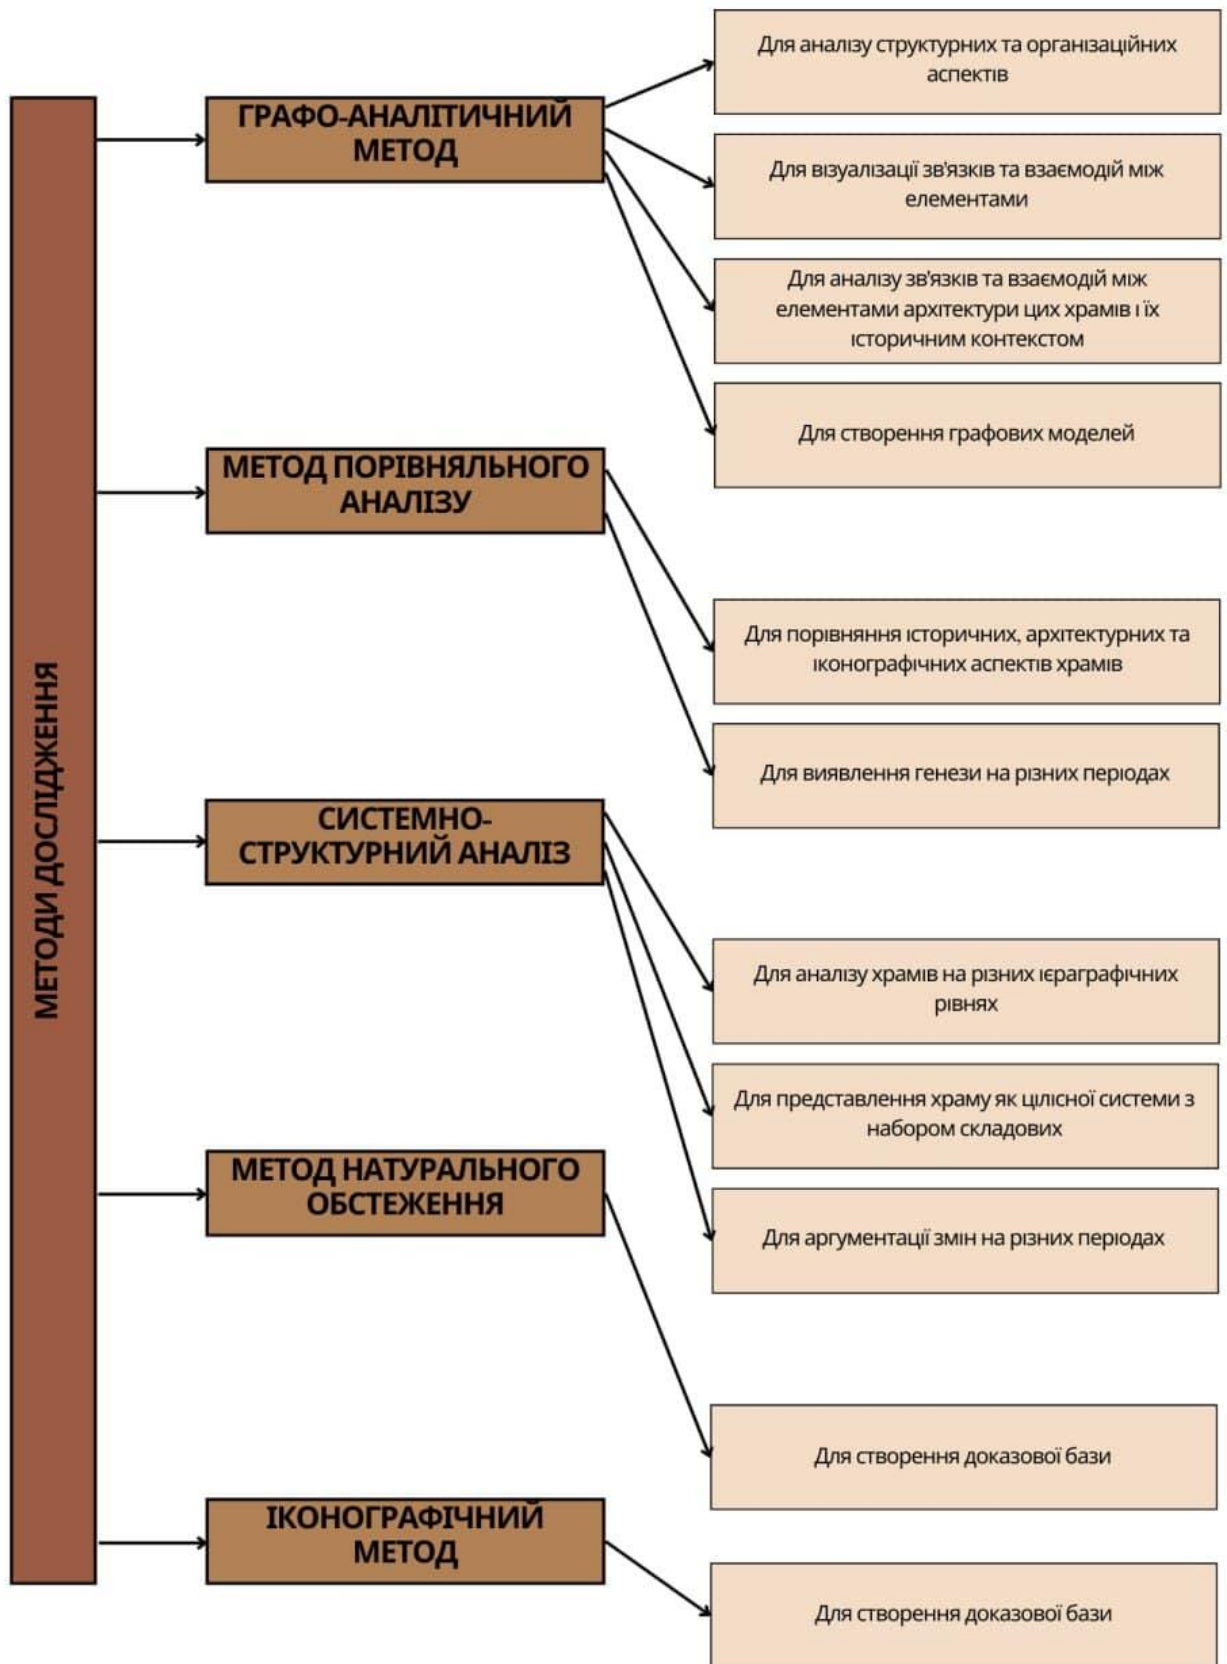 МЕТОДИ ДОСЛІДЖЕННЯ
ГРАФО-АНАЛІТИЧНИЙ
МЕТОД
Для аналізу структурних та організаційних
аспектів
Для візуалізації зв'язків та взаємодій між
елементами
Для аналізу зв'язків та взаємодій між
елементами архітектури цих храмів і їх
історичним контекстом
Для створення графових моделей
МЕТОД ПОРІВНЯЛЬНОГО
АНАЛІЗУ
Для порівняння історичних, архітектурних та
іконографічних аспектів храмів
Для виявлення генези на різних періодах
СИСТЕМНО-
СТРУКТУРНИЙ АНАЛІЗ
Для аналізу храмів на різних ієраграфічних
рівнях
Для представлення храму як цілісної системи з
набором складових
Для аргументації змін на різних періодах
МЕТОД НАТУРАЛЬНОГО
ОБСТЕЖЕННЯ
Для створення доказової бази
ІКОНОГРАФІЧНИЙ
МЕТОД
Для створення доказової бази